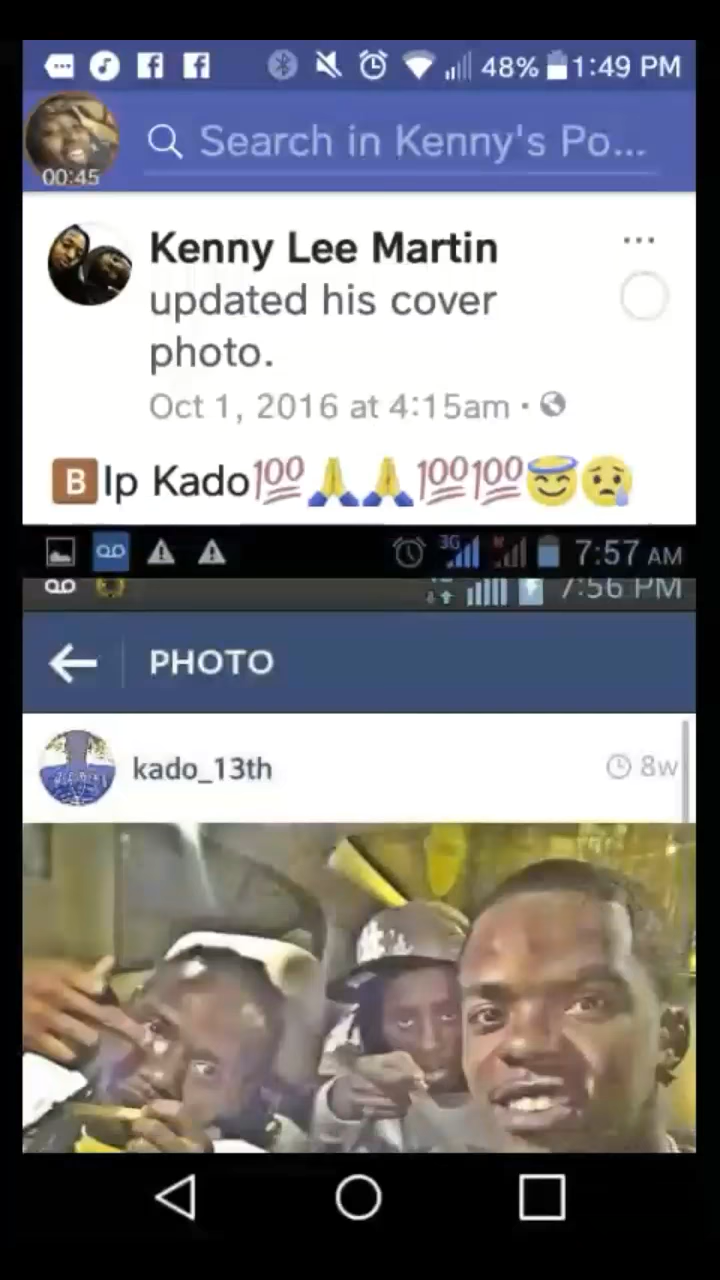 48% 1:49 PM
00:45
Search in Kenny's Po...
Kenny Lee Martin
updated his cover
photo.
Oct 1, 2016 at 4:15am ·
🅱Ip Kado💯🙏🙏💯💯😇😢
3G 7:57 AM
7:56 PM
PHOTO
kado_13th
8w